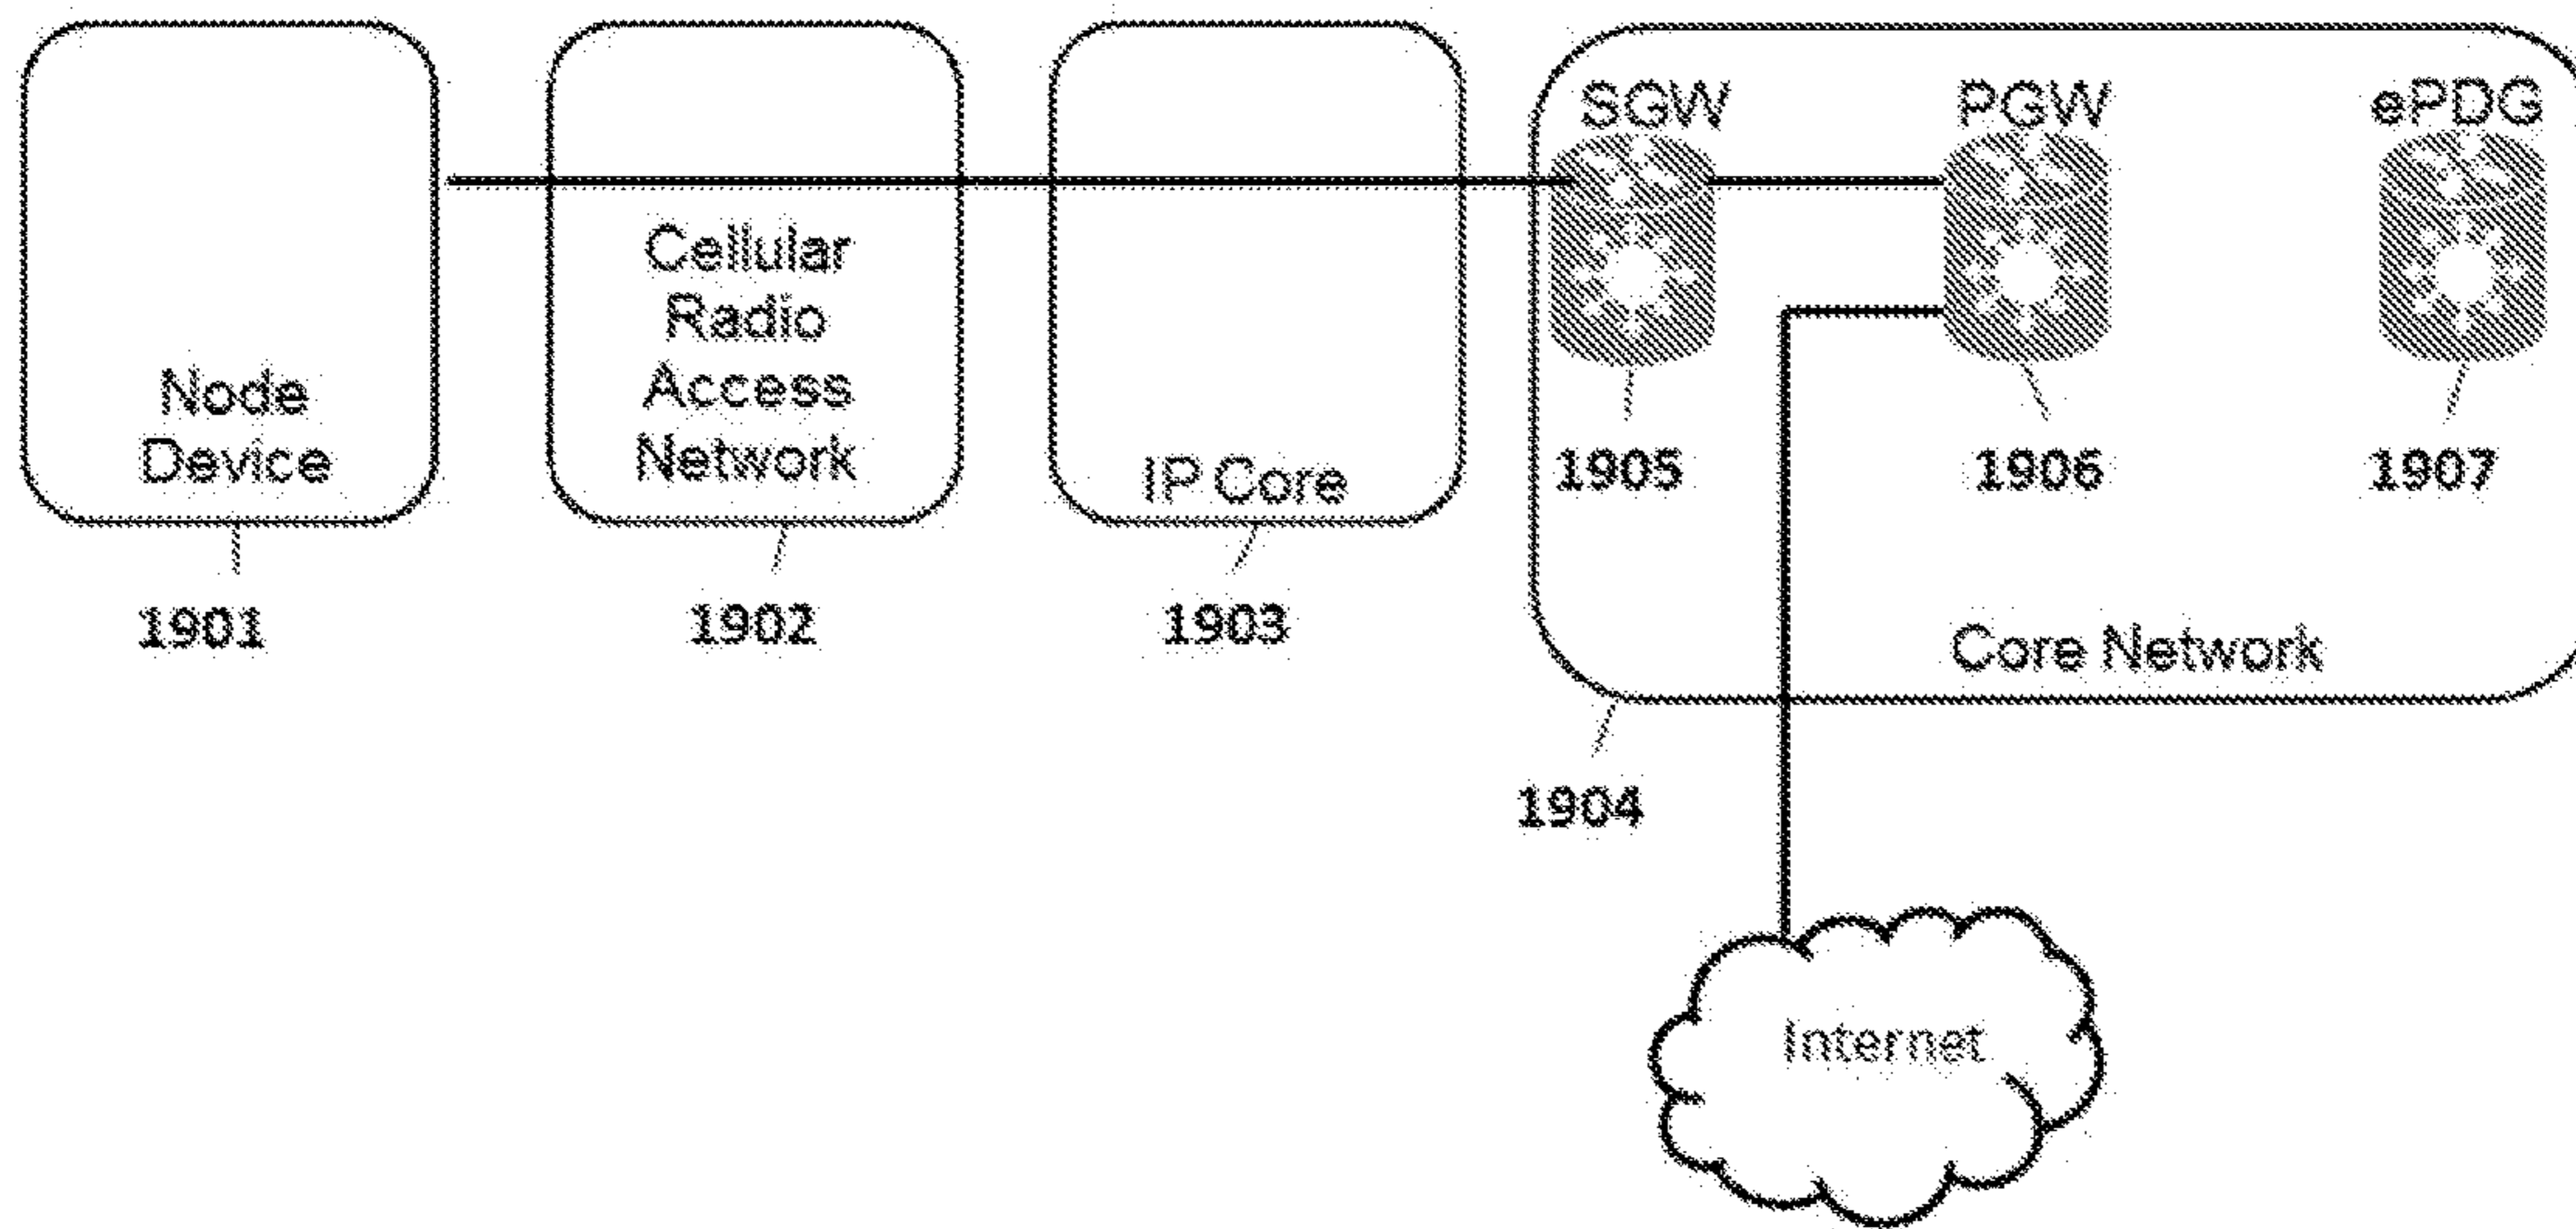 SGW
PGW
ePDG
Cellular
Radio
Access
Network
Node
Device
IP Core
1905
1906
1907
1901
1902
1903
Core Network
1904
Internet